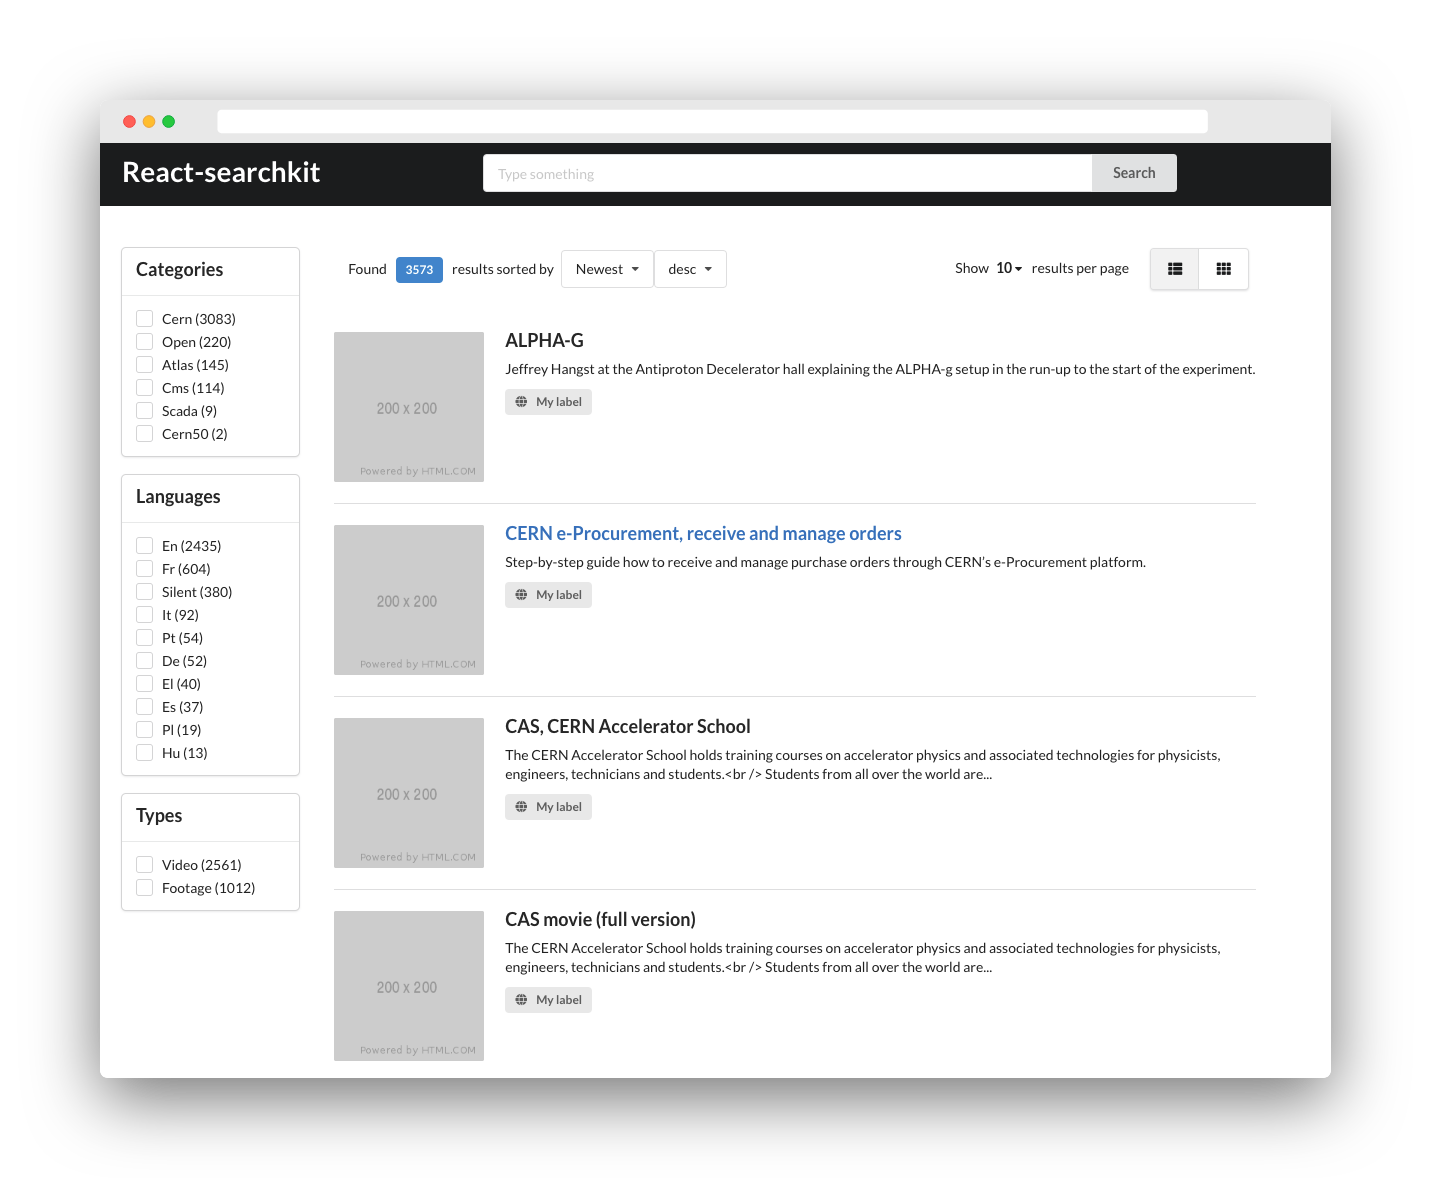 React-searchkit
Type something
Search
Categories
Cern (3083)
Open (220)
Atlas (145)
Cms (114)
Scada (9)
Cern50 (2)
Languages
En (2435)
Fr (604)
Silent (380)
It (92)
Pt (54)
De (52)
El (40)
Es (37)
Pl (19)
Hu (13)
Types
Video (2561)
Footage (1012)
Found 3573 results sorted by Newest desc
Show 10 results per page
200 x 200
Powered by HTML.COM
ALPHA-G
Jeffrey Hangst at the Antiproton Decelerator hall explaining the ALPHA-g setup in the run-up to the start of the experiment.
My label
200 x 200
Powered by HTML.COM
CERN e-Procurement, receive and manage orders
Step-by-step guide how to receive and manage purchase orders through CERN's e-Procurement platform.
My label
200 x 200
Powered by HTML.COM
CAS, CERN Accelerator School
The CERN Accelerator School holds training courses on accelerator physics and associated technologies for physicists,
engineers, technicians and students.<br /> Students from all over the world are...
My label
200 x 200
Powered by HTML.COM
CAS movie (full version)
The CERN Accelerator School holds training courses on accelerator physics and associated technologies for physicists,
engineers, technicians and students.<br /> Students from all over the world are...
My label